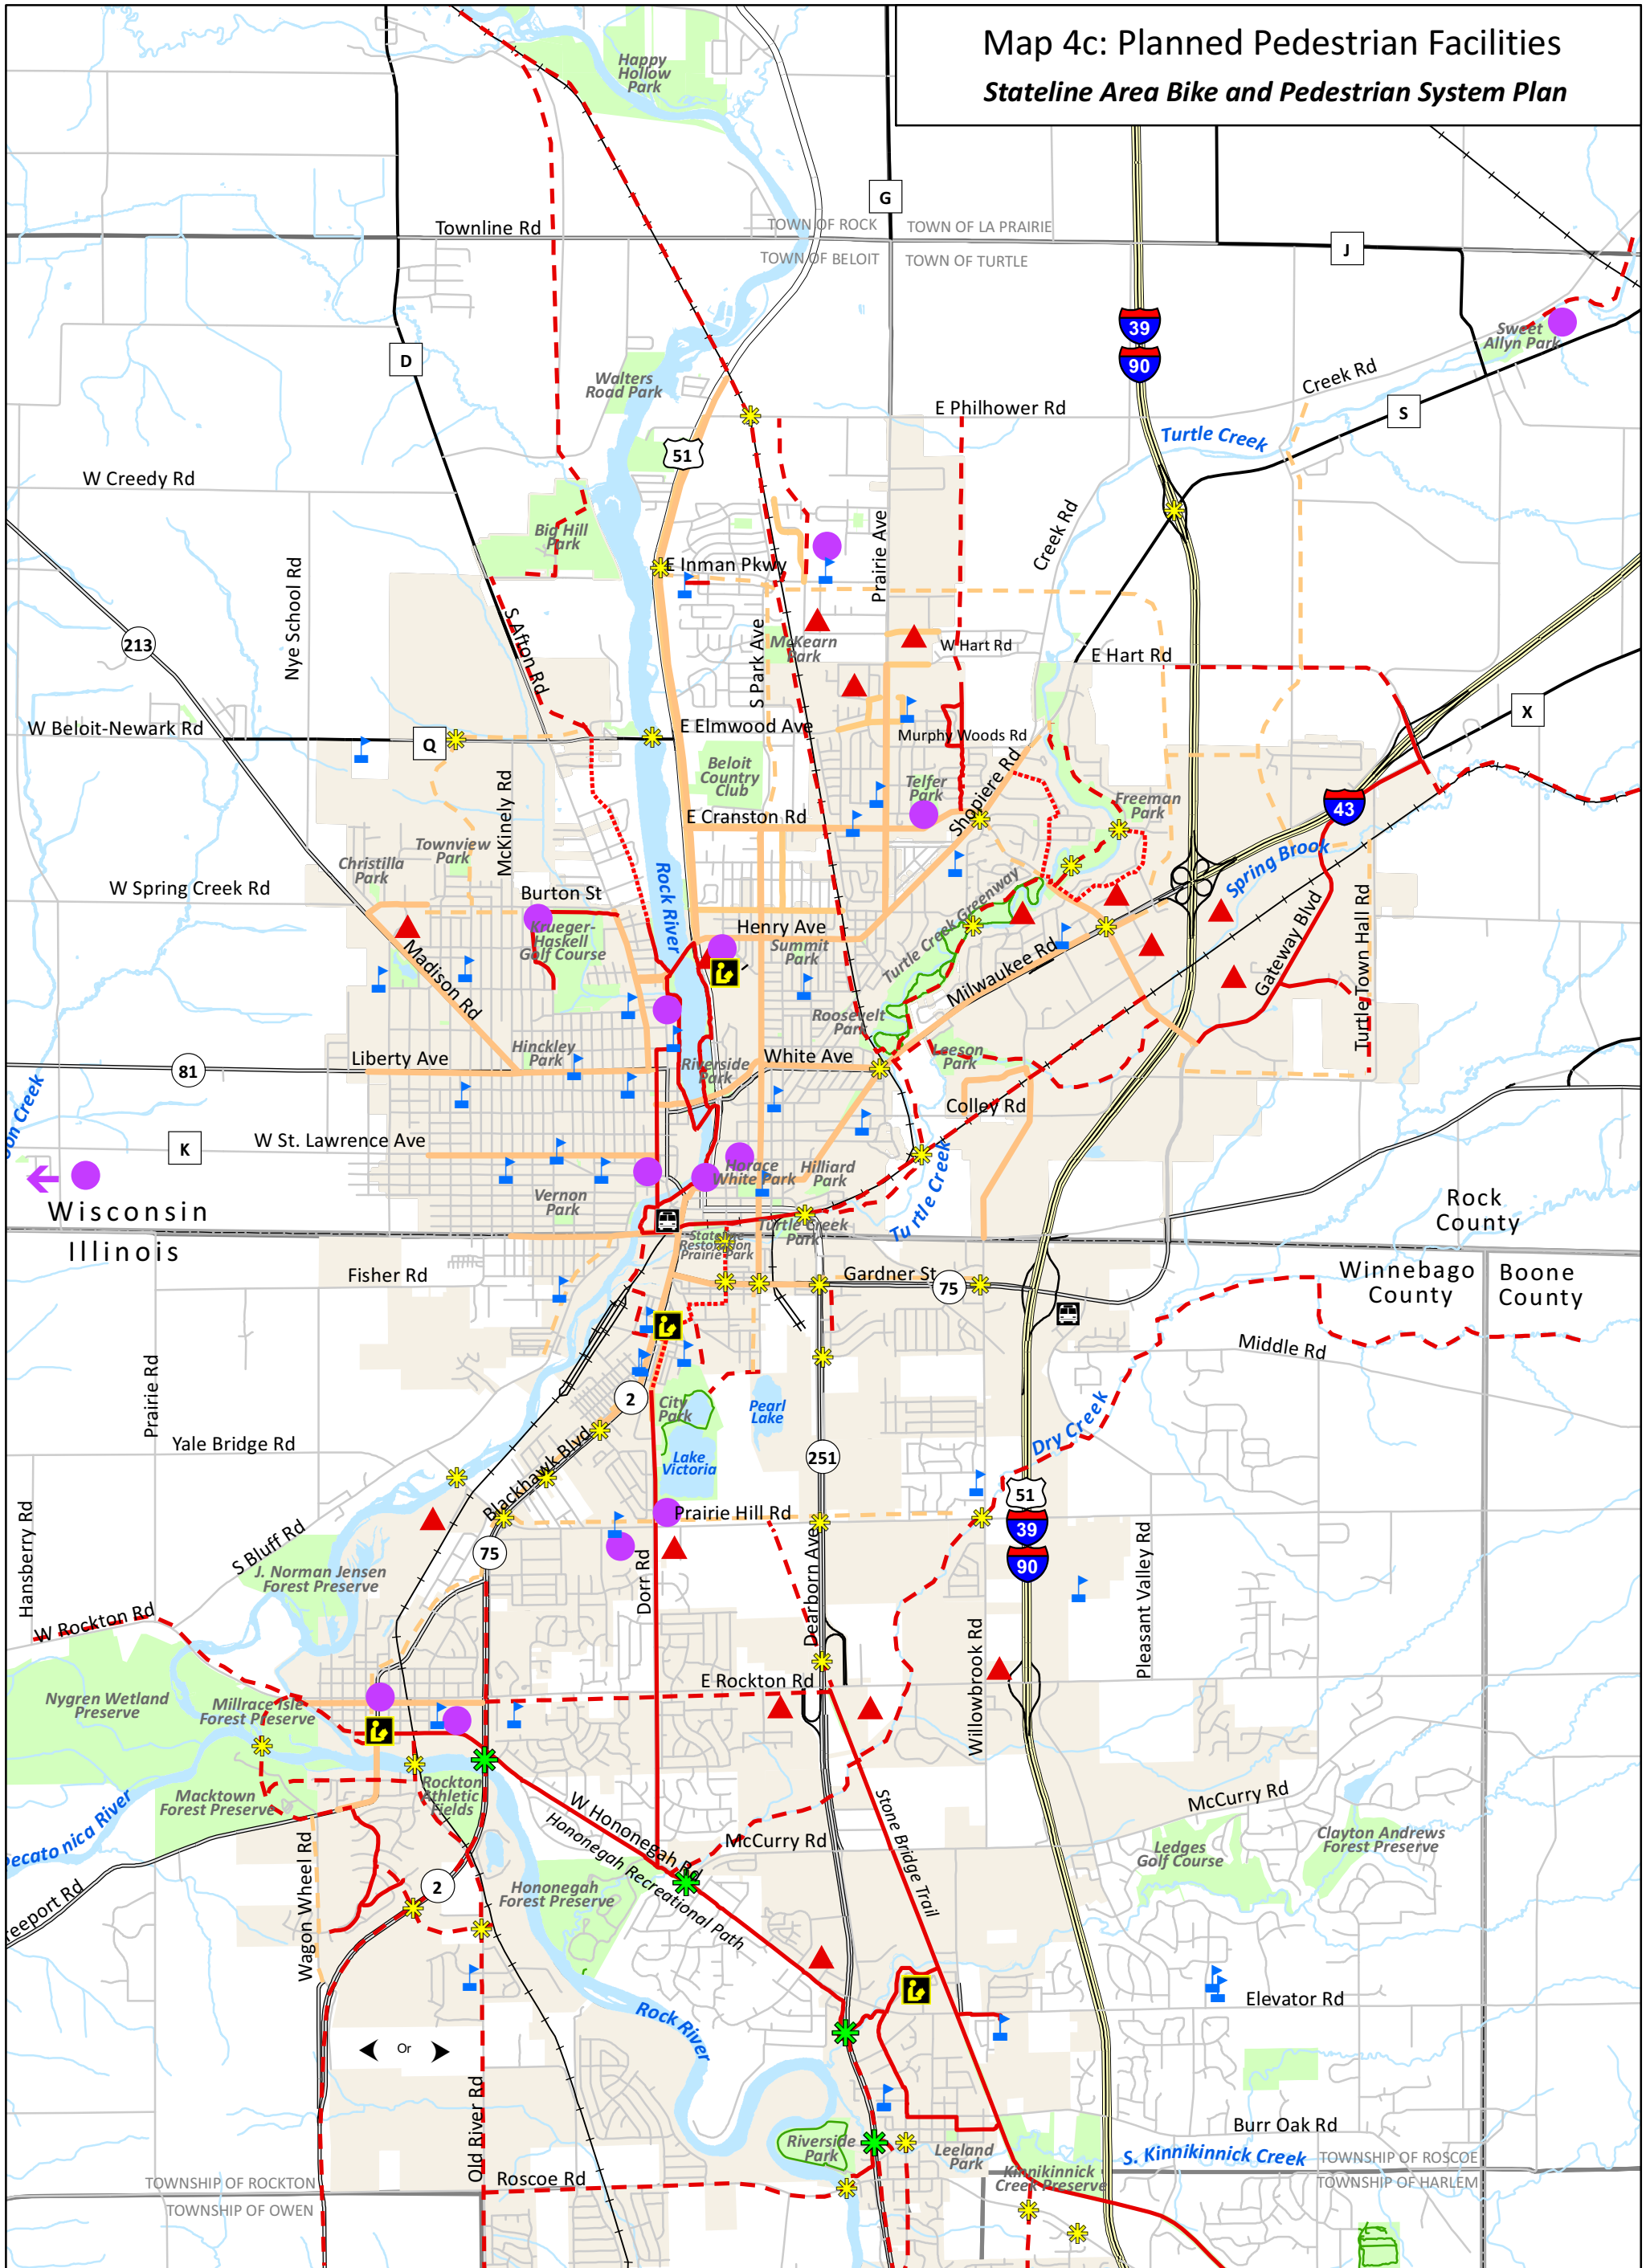 Map 4c: Planned Pedestrian Facilities
Stateline Area Bike and Pedestrian System Plan
Happy
Hollow
Park
G
Townline Rd
TOWN OF ROCK
TOWN OF LA PRAIRIE
TOWN OF BELOIT
TOWN OF TURTLE
J
39
90
Sweet
Allyn Park
D
Walters
Road Park
Creek Rd
E Philhower Rd
S
Turtle Creek
51
W Creedy Rd
Big Hill
Park
Prairie Ave
Creek Rd
E Inman Pkwy
Nye School Rd
S Afton Rd
213
McKearn
Park
S Park Ave
W Hart Rd
E Hart Rd
W Beloit-Newark Rd
Q
E Elmwood Ave
Murphy Woods Rd
X
Beloit
Country
Club
McKinely Rd
Telfer
Park
Shopiere Rd
Freeman
Park
43
E Cranston Rd
Townview
Park
Christilla
Park
Spring Brook
W Spring Creek Rd
Burton St
Rock River
Krueger-
Haskell
Golf Course
Henry Ave
Summit
Park
Turtle Creek Greenway
Madison Rd
Milwaukee Rd
Gateway Blvd
Turtle Town Hall Rd
Roosevelt
Park
Hinckley
Park
Liberty Ave
81
Riverside
Park
White Ave
Leeson
Park
Colley Rd
son Creek
K
W St. Lawrence Ave
Horace
White Park
Hilliard
Park
Turtle Creek
Vernon
Park
Wisconsin
Illinois
Rock
County
Turtle Creek
Park
Stateline
Restoration
Prairie Park
Fisher Rd
Gardner St
75
Winnebago
County
Boone
County
Middle Rd
Prairie Rd
2
City
Park
Pearl
Lake
Dry Creek
Yale Bridge Rd
Blackhawk Blvd
Lake
Victoria
251
51
39
90
Hansberry Rd
S Bluff Rd
Prairie Hill Rd
75
J. Norman Jensen
Forest Preserve
Dorr Rd
Dearborn Ave
Pleasant Valley Rd
W Rockton Rd
Willowbrook Rd
E Rockton Rd
Nygren Wetland
Preserve
Millrace Isle
Forest Preserve
Macktown
Forest Preserve
Rockton
Athletic
Fields
Pecatonica River
W Hononegah Rd
Hononegah Recreational Path
McCurry Rd
Stone Bridge Trail
McCurry Rd
Ledges
Golf Course
Clayton Andrews
Forest Preserve
Wagon Wheel Rd
2
Hononegah
Forest Preserve
reeport Rd
Elevator Rd
Rock River
Or
Old River Rd
Riverside
Park
Leeland
Park
Burr Oak Rd
S. Kinnikinnick Creek
TOWNSHIP OF ROSCOE
TOWNSHIP OF HARLEM
Kinnikinnick
Creek Preserve
Roscoe Rd
TOWNSHIP OF ROCKTON
TOWNSHIP OF OWEN